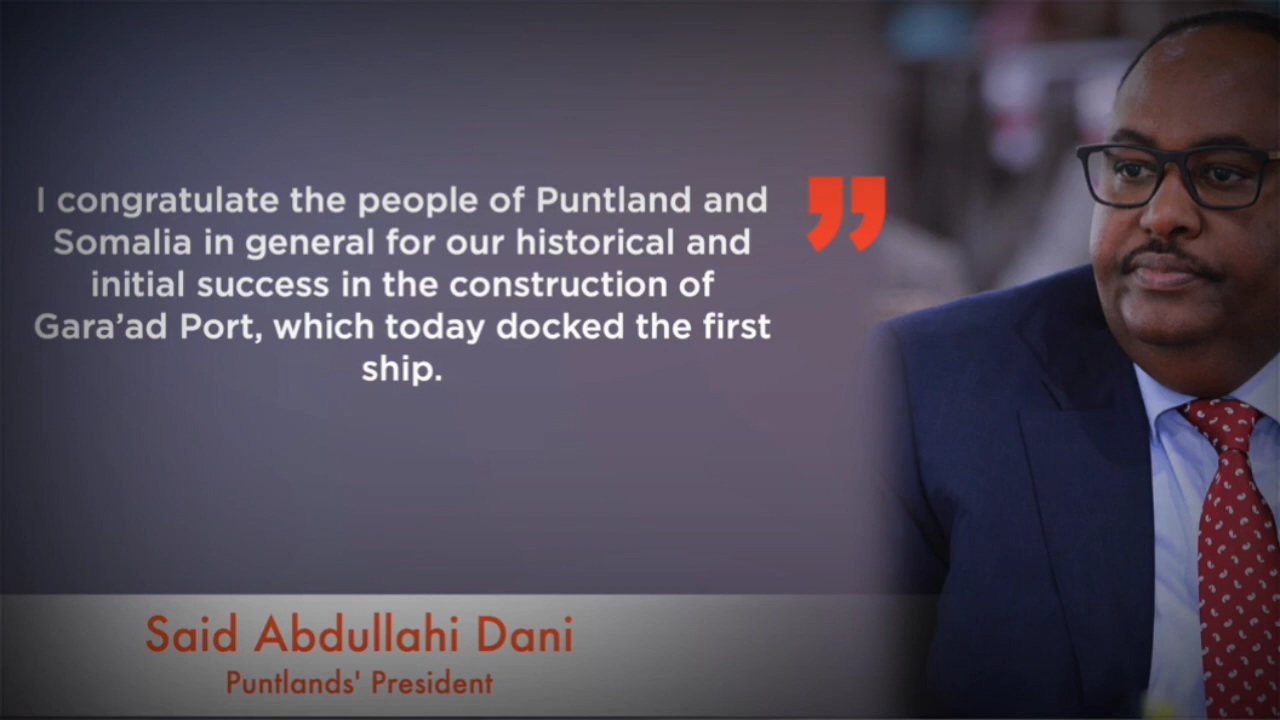 I congratulate the people of Puntland and
Somalia in general for our historical and
initial success in the construction of
Gara’ad Port, which today docked the first
ship.
”
Said Abdullahi Dani
Puntlands' President